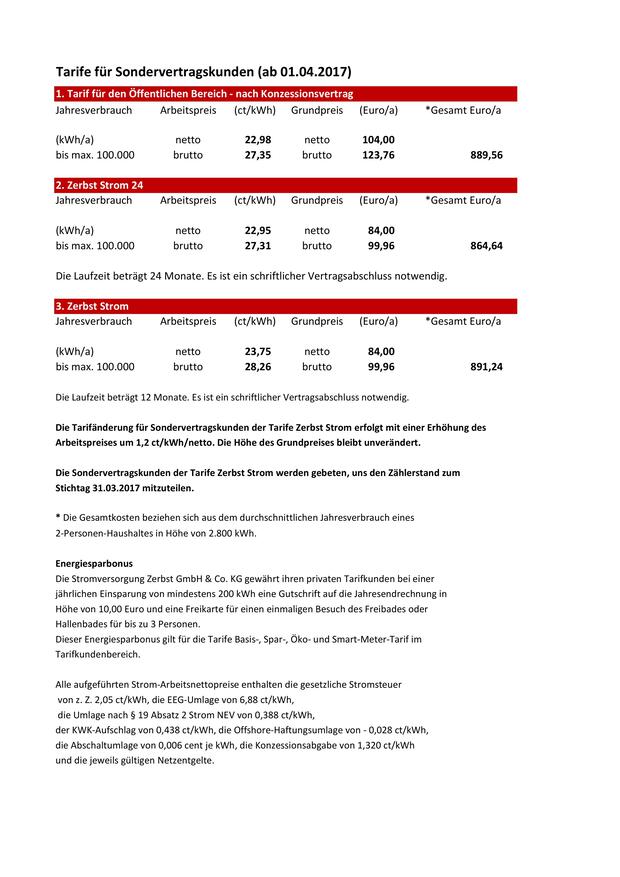 Tarife für Sondervertragskunden (ab 01.04.2017)
1. Tarif für den Öffentlichen Bereich - nach Konzessionsvertrag
Jahresverbrauch Arbeitspreis (ct/kWh) Grundpreis (Euro/a) *Gesamt Euro/a
(kWh/a) netto 22,98 netto 104,00
bis max. 100.000 brutto 27,35 brutto 123,76 889,56
2. Zerbst Strom 24
Jahresverbrauch Arbeitspreis (ct/kWh) Grundpreis (Euro/a) *Gesamt Euro/a
(kWh/a) netto 22,95 netto 84,00
bis max. 100.000 brutto 27,31 brutto 99,96 864,64
Die Laufzeit beträgt 24 Monate. Es ist ein schriftlicher Vertragsabschluss notwendig.
3. Zerbst Strom
Jahresverbrauch Arbeitspreis (ct/kWh) Grundpreis (Euro/a) *Gesamt Euro/a
(kWh/a) netto 23,75 netto 84,00
bis max. 100.000 brutto 28,26 brutto 99,96 891,24
Die Laufzeit beträgt 12 Monate. Es ist ein schriftlicher Vertragsabschluss notwendig.
Die Tarifänderung für Sondervertragskunden der Tarife Zerbst Strom erfolgt mit einer Erhöhung des
Arbeitspreises um 1,2 ct/kWh/netto. Die Höhe des Grundpreises bleibt unverändert.
Die Sondervertragskunden der Tarife Zerbst Strom werden gebeten, uns den Zählerstand zum
Stichtag 31.03.2017 mitzuteilen.
* Die Gesamtkosten beziehen sich aus dem durchschnittlichen Jahresverbrauch eines
2-Personen-Haushaltes in Höhe von 2.800 kWh.
Energiesparbonus
Die Stromversorgung Zerbst GmbH & Co. KG gewährt ihren privaten Tarifkunden bei einer
jährlichen Einsparung von mindestens 200 kWh eine Gutschrift auf die Jahresendrechnung in
Höhe von 10,00 Euro und eine Freikarte für einen einmaligen Besuch des Freibades oder
Hallenbades für bis zu 3 Personen.
Dieser Energiesparbonus gilt für die Tarife Basis-, Spar-, Öko- und Smart-Meter-Tarif im
Tarifkundenbereich.
Alle aufgeführten Strom-Arbeitsnettopreise enthalten die gesetzliche Stromsteuer
von z. Z. 2,05 ct/kWh, die EEG-Umlage von 6,88 ct/kWh,
die Umlage nach § 19 Absatz 2 Strom NEV von 0,388 ct/kWh,
der KWK-Aufschlag von 0,438 ct/kWh, die Offshore-Haftungsumlage von - 0,028 ct/kWh,
die Abschaltumlage von 0,006 cent je kWh, die Konzessionsabgabe von 1,320 ct/kWh
und die jeweils gültigen Netzentgelte.